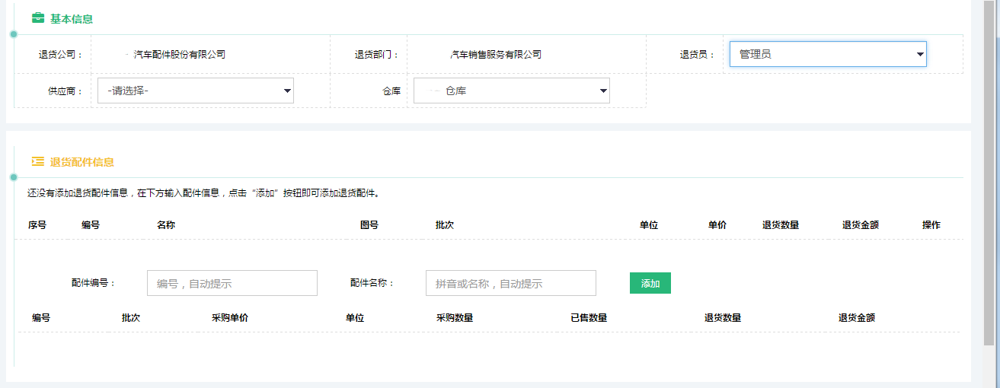 基本信息
退货公司： 汽车配件股份有限公司 退货部门： 汽车销售服务有限公司 退货员： 管理员
供应商： -请选择- 仓库 仓库
退货配件信息
还没有添加退货配件信息，在下方输入配件信息，点击“添加”按钮即可添加退货配件。
序号 编号 名称 图号 批次 单位 单价 退货数量 退货金额 操作
配件编号： 编号，自动提示 配件名称： 拼音或名称，自动提示 添加
编号 批次 采购单价 单位 采购数量 已售数量 退货数量 退货金额